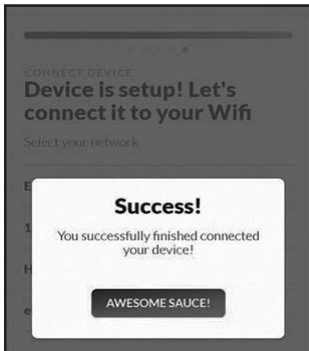 CONNECT DEVICE
Device is setup! Let's
connect it to your Wifi
Select your network
E
1
Success!
You successfully finished connected
your device!
H
AWESOME SAUCE!
e